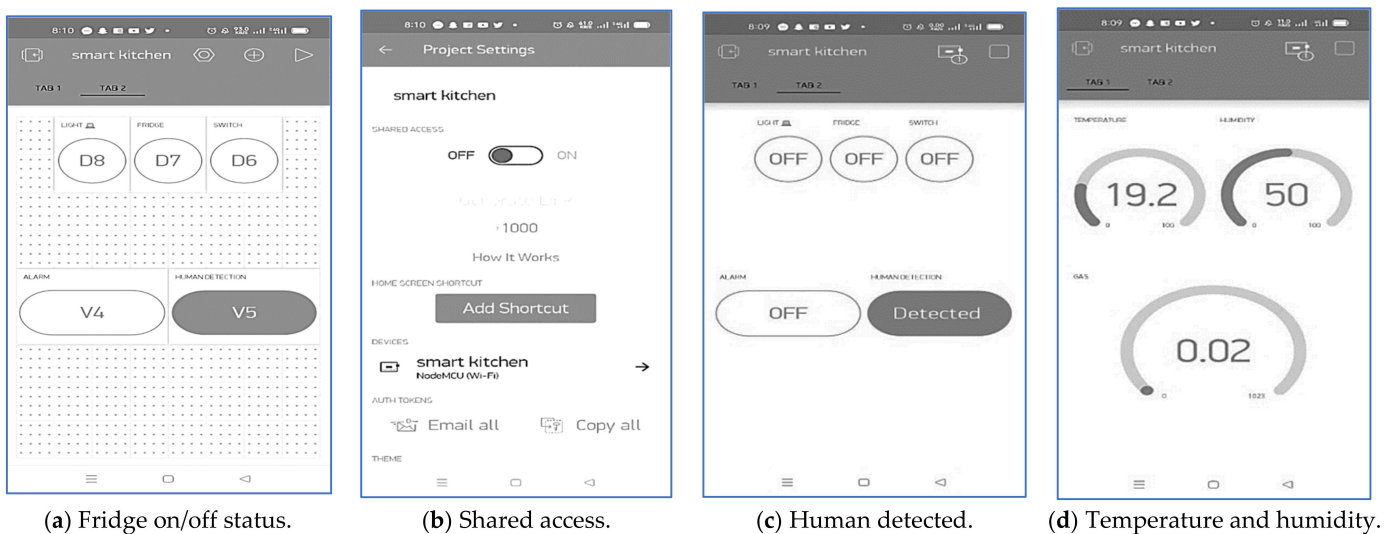 8:10
smart kitchen
TAB 1 TAB 2
LIGHT FRIDGE SWITCH
D8 D7 D6
ALARM HUMAN DETECTION
V4 V5
(a) Fridge on/off status.
8:10
Project Settings
smart kitchen
SHARED ACCESS
OFF ON
1000
How It Works
HOME SCREEN SHORTCUT
Add Shortcut
DEVICES
smart kitchen
NodeMCU (Wi-Fi)
AUTH TOKENS
Email all Copy all
THEME
(b) Shared access.
8:09
smart kitchen
TAB 1 TAB 2
LIGHT FRIDGE SWITCH
OFF OFF OFF
ALARM HUMAN DETECTION
OFF Detected
(c) Human detected.
8:09
smart kitchen
TAB 1 TAB 2
TEMPERATURE HUMIDITY
19.2 50
0 100 0 100
GAS
0.02
0 1023
(d) Temperature and humidity.